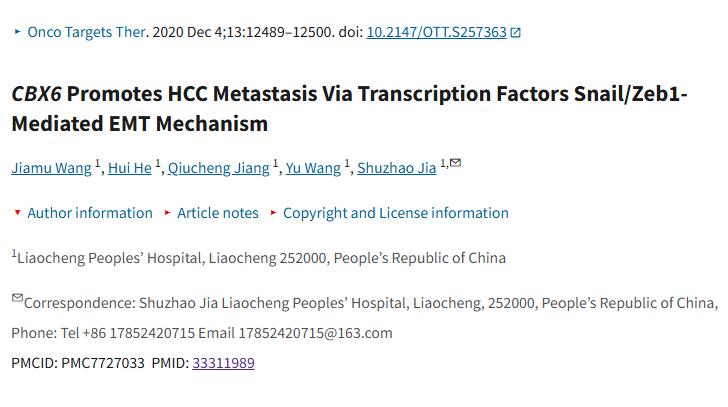 Onco Targets Ther. 2020 Dec 4;13:12489–12500. doi: 10.2147/OTT.S257363
CBX6 Promotes HCC Metastasis Via Transcription Factors Snail/Zeb1-
Mediated EMT Mechanism
Jiamu Wang 1, Hui He 1, Qiucheng Jiang 1, Yu Wang 1, Shuzhao Jia 1,✉
Author information Article notes Copyright and License information
1Liaocheng Peoples’ Hospital, Liaocheng 252000, People’s Republic of China
✉Correspondence: Shuzhao Jia Liaocheng Peoples’ Hospital, Liaocheng, 252000, People’s Republic of China,
Phone: Tel +86 17852420715 Email 17852420715@163.com
PMCID: PMC7727033 PMID: 33311989